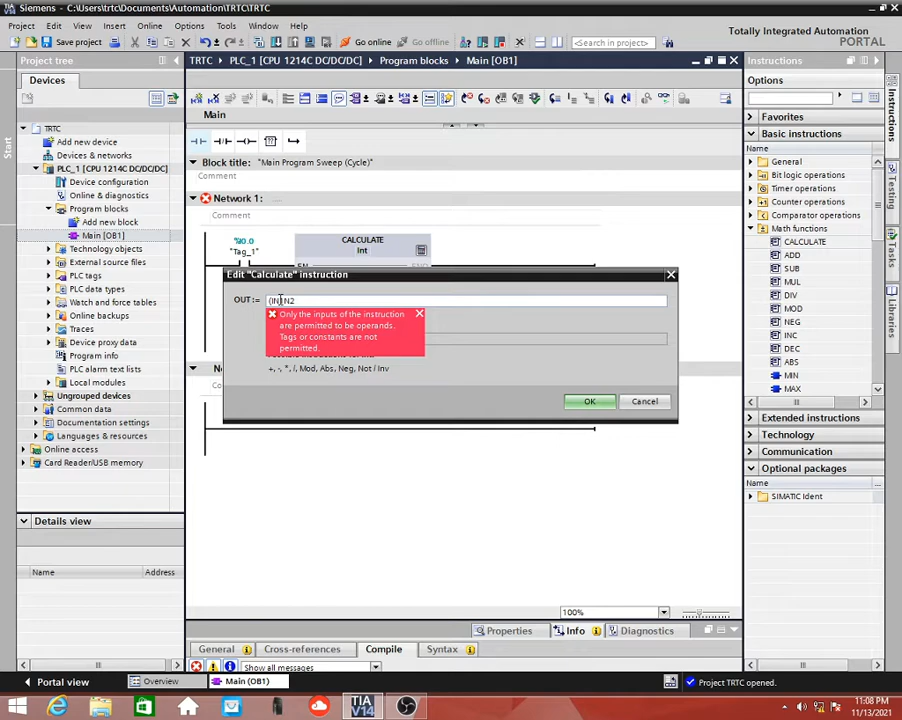 Siemens - C:\Users\trtc\Documents\Automation\TRTC\TRTC
Project Edit View Insert Online Options Tools Window Help
Totally Integrated Automation
PORTAL
Save project
Go online
Go offline
<Search in project>
Project tree
TRTC ▸ PLC_1 [CPU 1214C DC/DC/DC] ▸ Program blocks ▸ Main [OB1]
Instructions
Devices
Options
Start
TRTC
Add new device
Devices & networks
PLC_1 [CPU 1214C DC/DC/DC]
Device configuration
Online & diagnostics
Program blocks
Add new block
Main [OB1]
Technology objects
External source files
PLC tags
PLC data types
Watch and force tables
Online backups
Traces
Device proxy data
Program info
PLC alarm text lists
Local modules
Ungrouped devices
Common data
Documentation settings
Languages & resources
Online access
Card Reader/USB memory
Details view
Name Address
Main
Block title: "Main Program Sweep (Cycle)"
Comment
Network 1:
Comment
"Tag_1"
CALCULATE
Int
Edit "Calculate" instruction
OUT:=
Only the inputs of the instruction
are permitted to be operands.
Tags or constants are not
permitted.
+, -, *, /, Mod, Abs, Neg, Not / Inv
OK
Cancel
100%
Properties Info Diagnostics
General Cross-references Compile Syntax
Show all messages
Favorites
Basic instructions
Name
General
Bit logic operations
Timer operations
Counter operations
Comparator operations
Math functions
CALCULATE
ADD
SUB
MUL
DIV
MOD
NEG
INC
DEC
ABS
MIN
MAX
Extended instructions
Technology
Communication
Optional packages
Name
SIMATIC Ident
Instructions
Testing
Tasks
Libraries
Portal view
Overview
Main (OB1)
Project TRTC opened.
TIA
V14
11:08 PM
11/13/2021